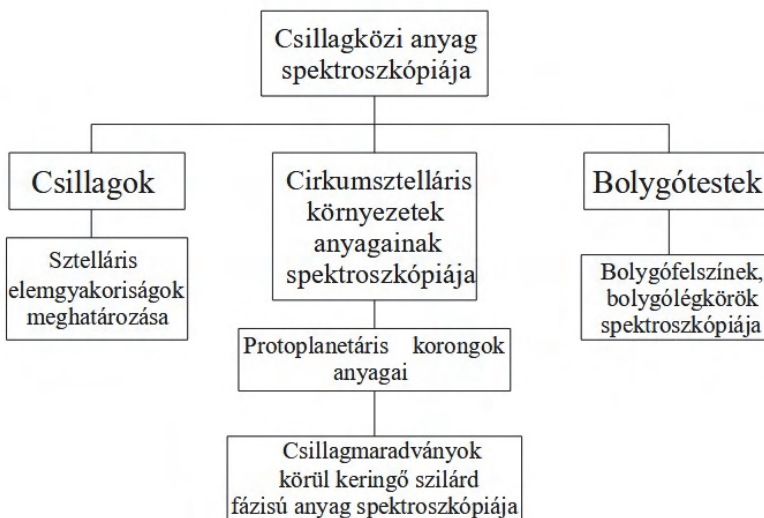 Csillagközi anyag
spektroszkópiája
Csillagok
Sztelláris
elemgyakoriságok
meghatározása
Cirkumsztelláris
környezetek
anyagainak
spektroszkópiája
Protoplanetáris korongok
anyagai
Csillagmaradványok
körül keringő szilárd
fázisú anyag spektroszkópiája
Bolygótestek
Bolygófelszínek,
bolygólégkörök
spektroszkópiája